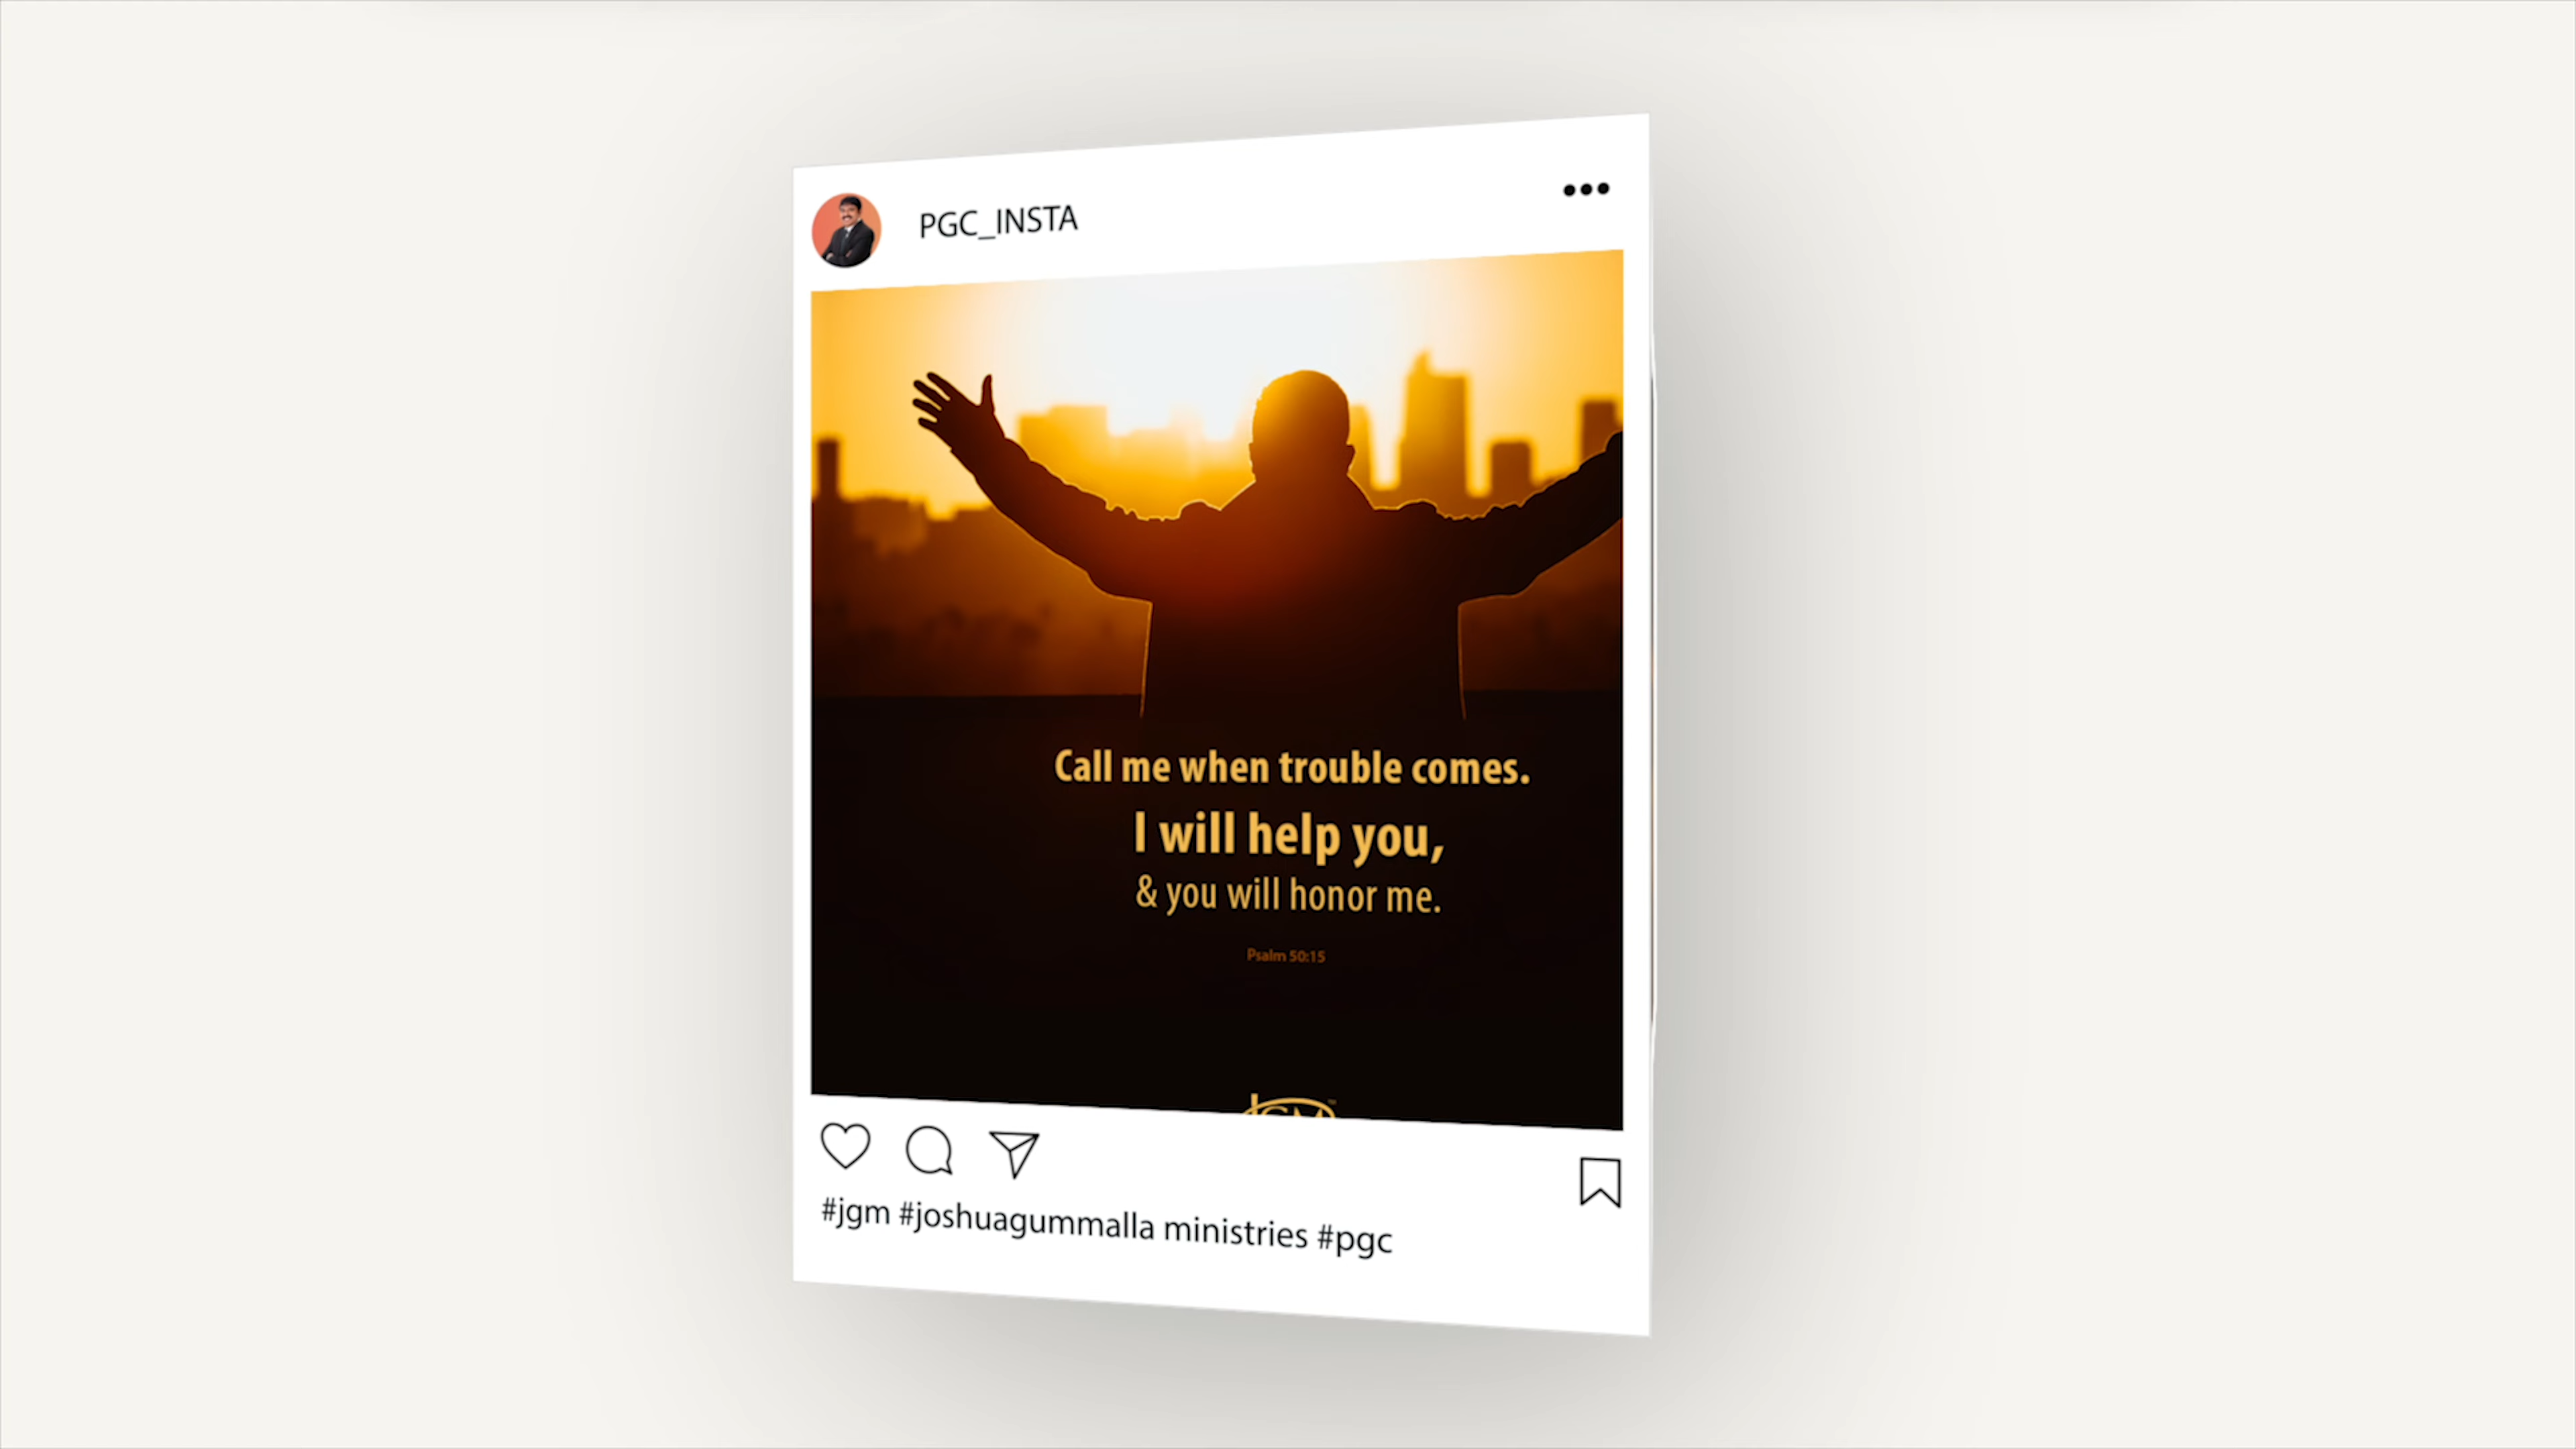 PGC_INSTA
Call me when trouble comes.
I will help you,
& you will honor me.
Psalm 50:15
#jgm #joshuagummalla ministries #pgc